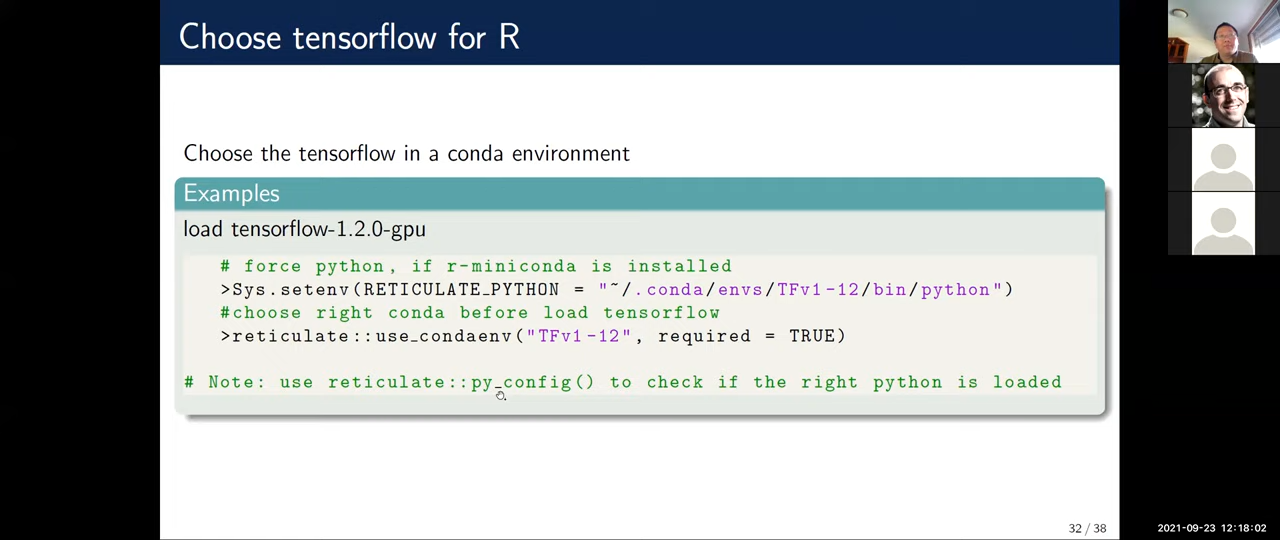 Choose tensorflow for R
Choose the tensorflow in a conda environment
Examples
load tensorflow-1.2.0-gpu
# force python, if r-miniconda is installed
>Sys.setenv(RETICULATE_PYTHON = "~/.conda/envs/TFv1-12/bin/python")
#choose right conda before load tensorflow
>reticulate::use_condaenv("TFv1-12", required = TRUE)
# Note: use reticulate::py_config() to check if the right python is loaded
32 / 38
2021-09-23 12:18:02